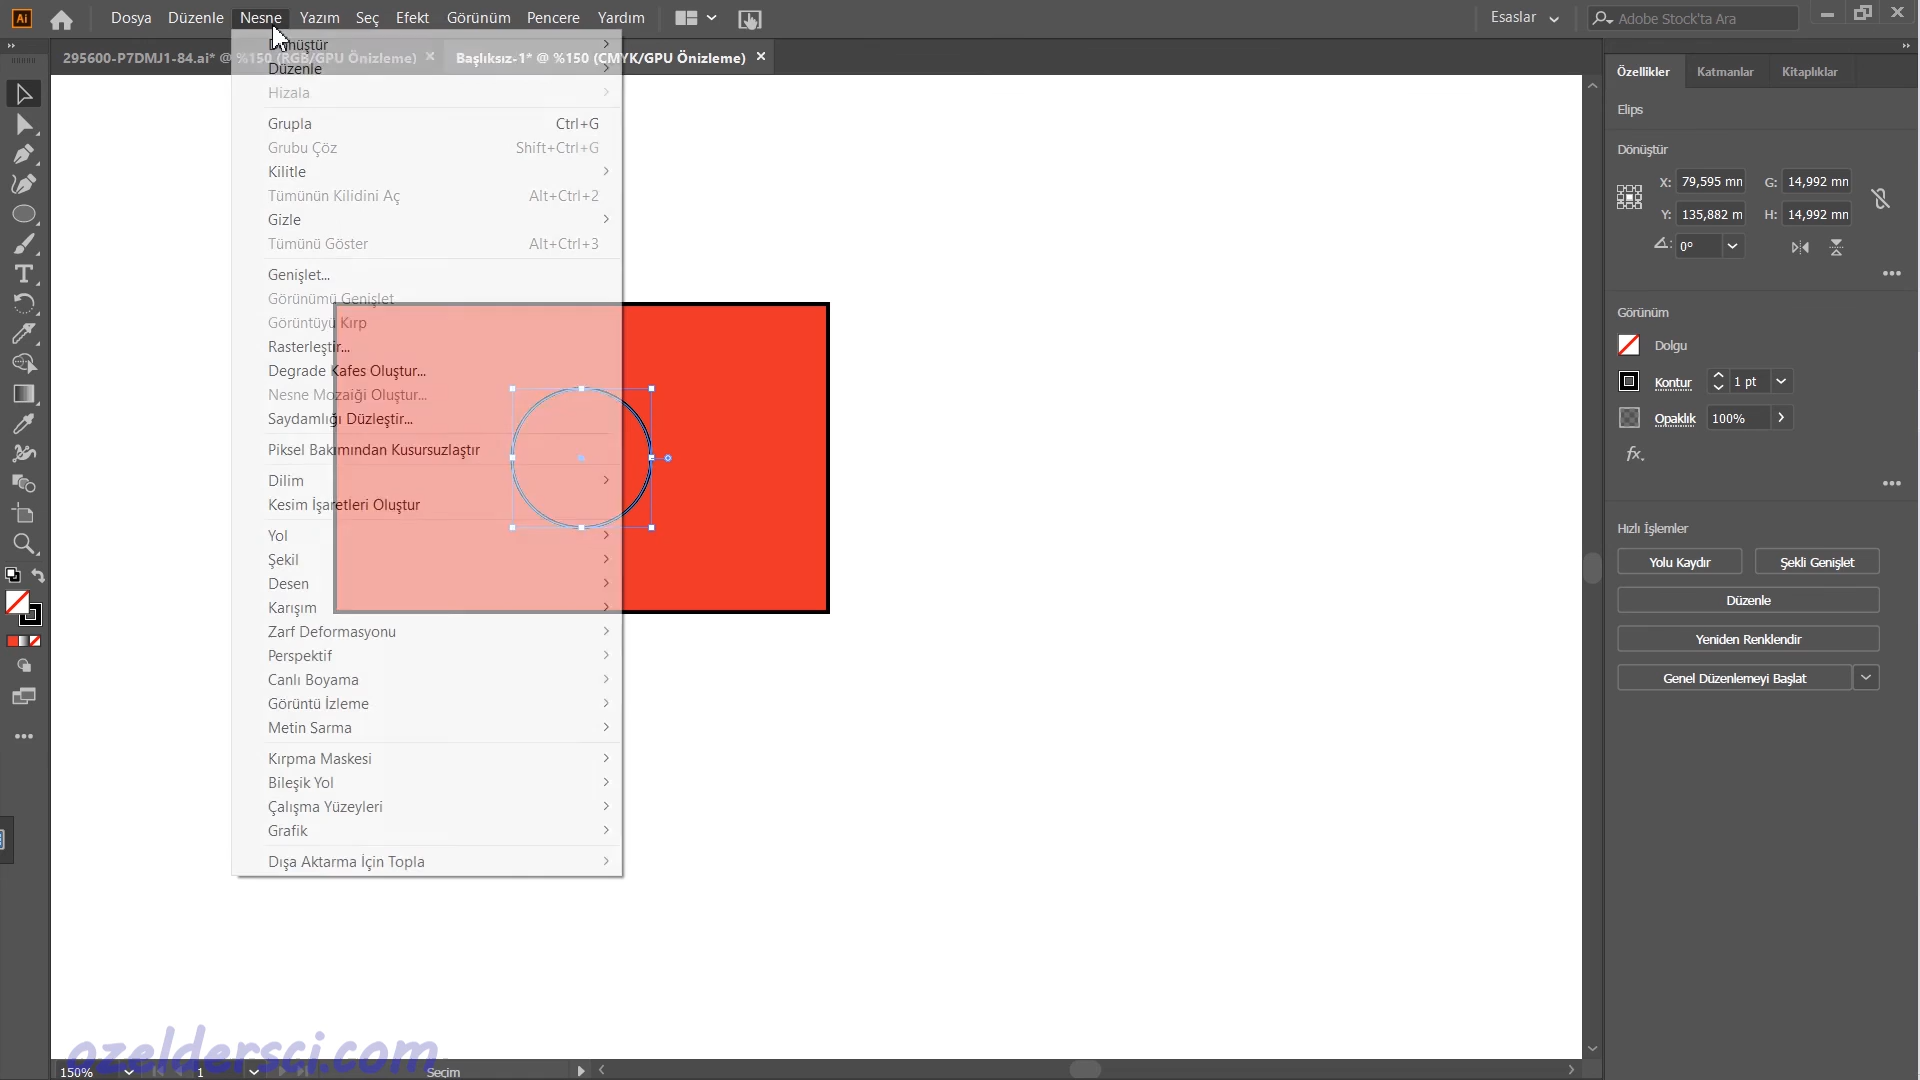 Ai Dosya Düzenle Nesne Yazım Seç Efekt Görünüm Pencere Yardım Esaslar Adobe Stock'ta Ara
295600-P7DMJ1-84.ai* @ %150 (RGB/GPU Önizleme) × Başlıksız-1* @ %150 (CMYK/GPU Önizleme) ×
Dönüştür
Düzenle
Hizala
Grupla Ctrl+G
Grubu Çöz Shift+Ctrl+G
Kilitle
Tümünün Kilidini Aç Alt+Ctrl+2
Gizle
Tümünü Göster Alt+Ctrl+3
Genişlet...
Görünümü Genişlet
Görüntüyü Kırp
Rasterleştir...
Degrade Kafes Oluştur...
Nesne Mozaiği Oluştur...
Saydamlığı Düzleştir...
Piksel Bakımından Kusursuzlaştır
Dilim
Kesim İşaretleri Oluştur
Yol
Şekil
Desen
Karışım
Zarf Deformasyonu
Perspektif
Canlı Boyama
Görüntü İzleme
Metin Sarma
Kırpma Maskesi
Bileşik Yol
Çalışma Yüzeyleri
Grafik
Dışa Aktarma İçin Topla
Özellikler Katmanlar Kitaplıklar
Elips
Dönüştür
X: 79,595 mm G: 14,992 mm
Y: 135,882 m H: 14,992 mm
0°
Görünüm
Dolgu
Kontur 1 pt
Opaklık 100%
fx.
Hızlı İşlemler
Yolu Kaydır Şekli Genişlet
Düzenle
Yeniden Renklendir
Genel Düzenlemeyi Başlat
ozeldersci.com
150% 1 Seçim